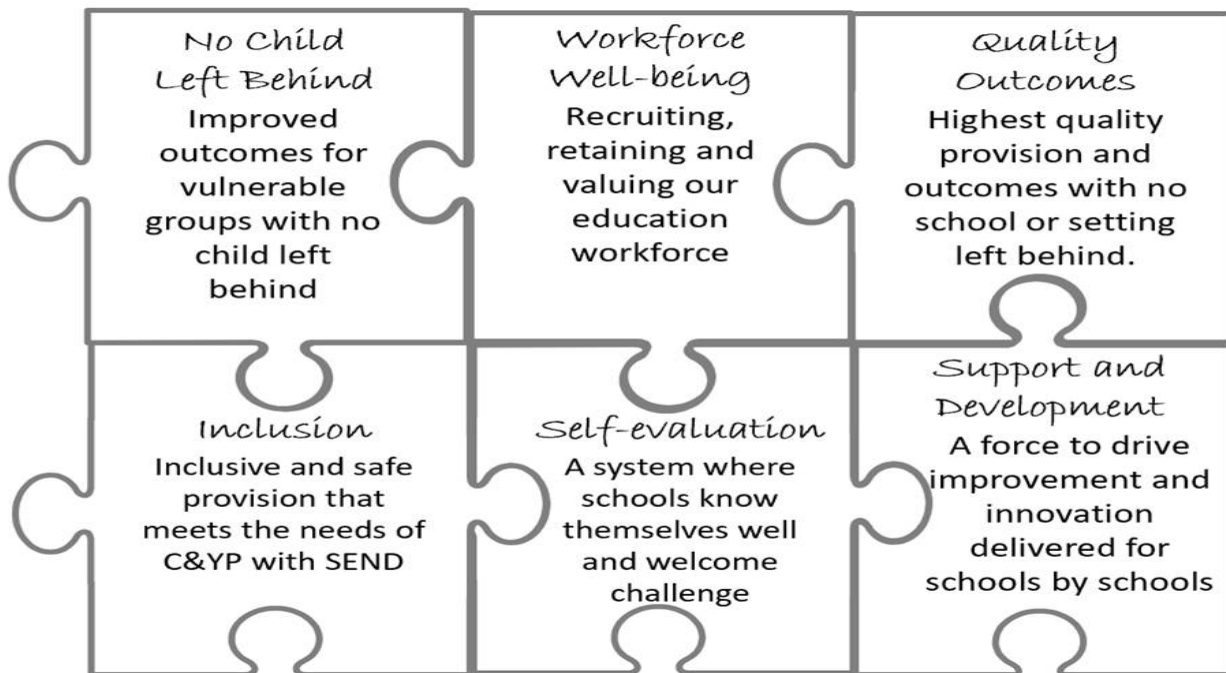 No Child
Left Behind
Improved
outcomes for
vulnerable
groups with no
child left
behind
Workforce
Well-being
Recruiting,
retaining and
valuing our
education
workforce
Quality
Outcomes
Highest quality
provision and
outcomes with no
school or setting
left behind.
Inclusion
Inclusive and safe
provision that
meets the needs of
C&YP with SEND
Self-evaluation
A system where
schools know
themselves well
and welcome
challenge
Support and
Development
A force to drive
improvement and
innovation
delivered for
schools by schools